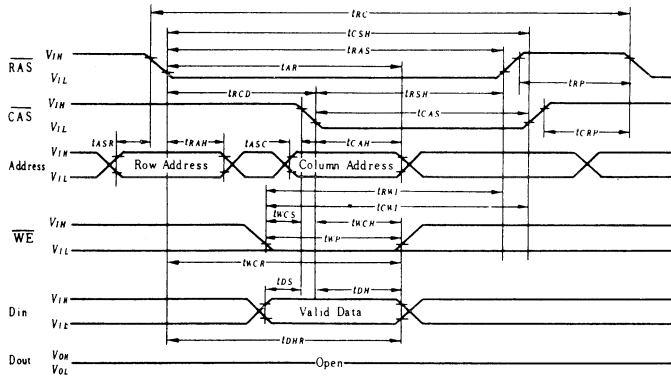 tRC
tCSH
VIH
RAS
VIL
tRAS
tAR
tRP
tRCD
tRSH
VIH
CAS
VIL
tCAS
tCRP
tASR
tRAH
tASC
tCAH
Address
VIH
VIL
Row Address
Column Address
tRWI
tCWI
tWCS
tWCH
VIH
WE
VIL
tWP
tWCR
tDS
tDH
Din
VIH
VIL
Valid Data
tDHR
Dout
VOH
VOL
Open